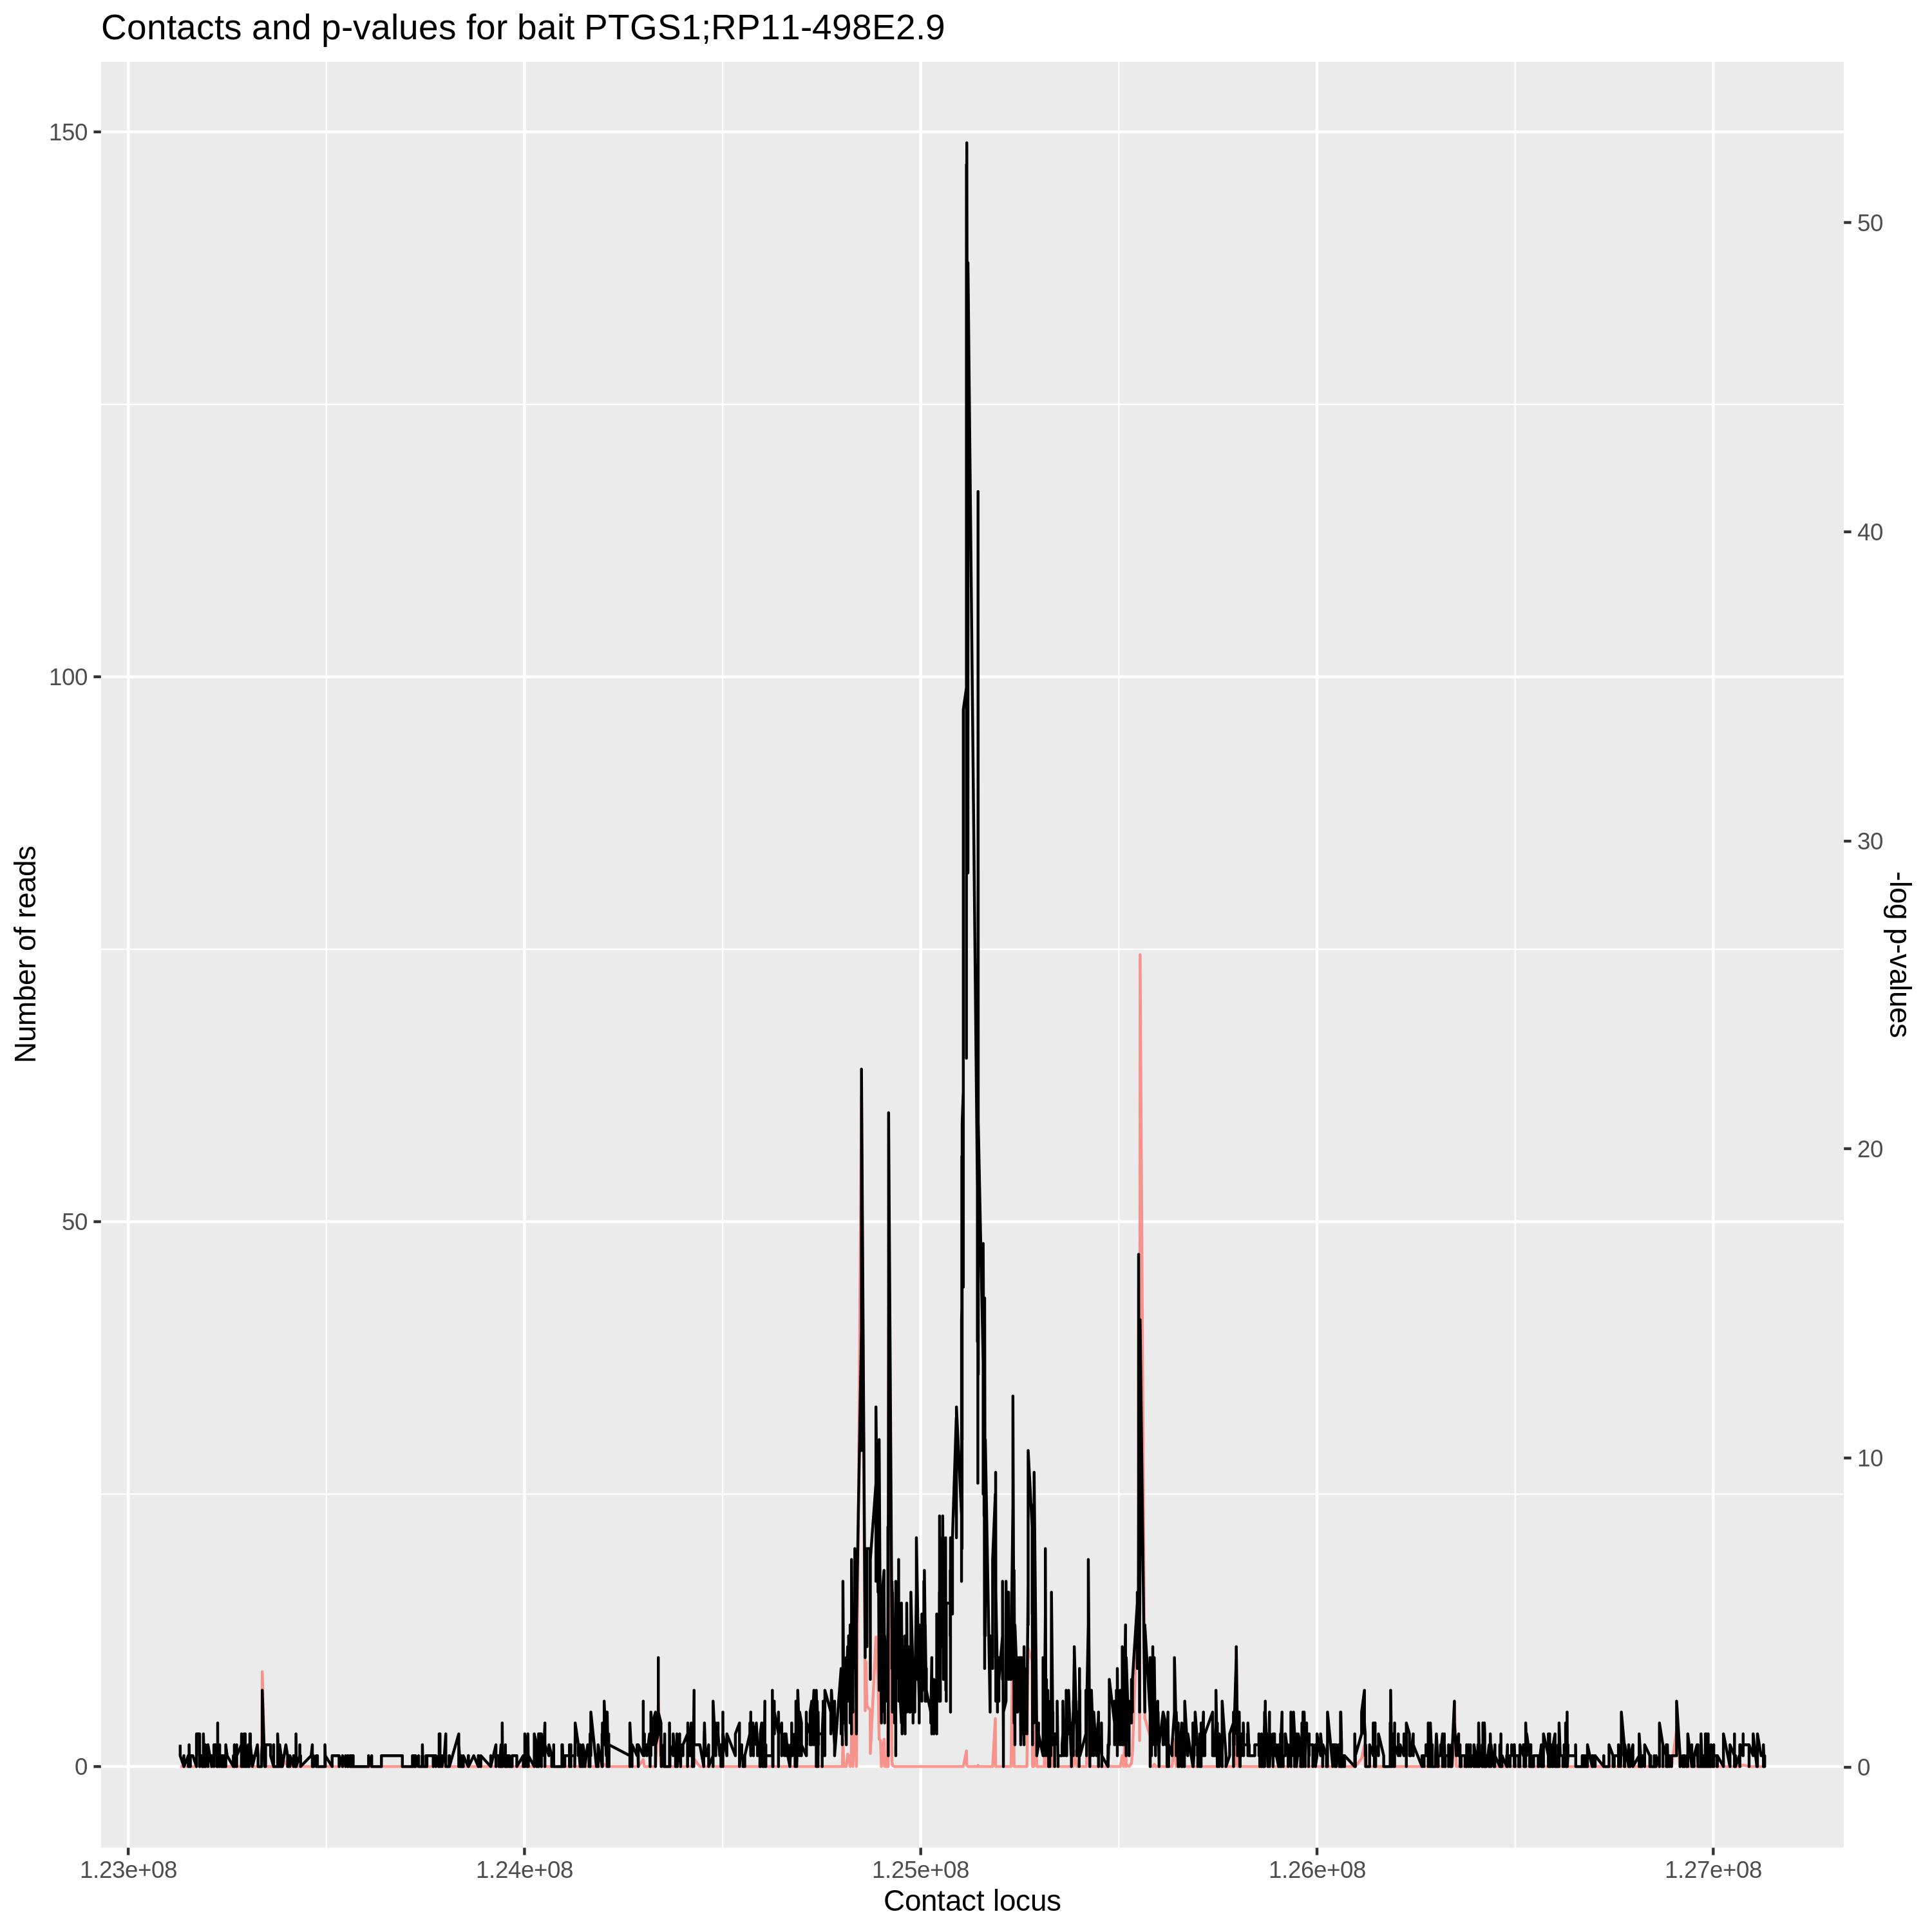 Contacts and p-values for bait PTGS1;RP11-498E2.9
150
100
50
0
Number of reads
50
40
30
20
10
0
-log p-values
1.23e+08
1.24e+08
1.25e+08
1.26e+08
1.27e+08
Contact locus